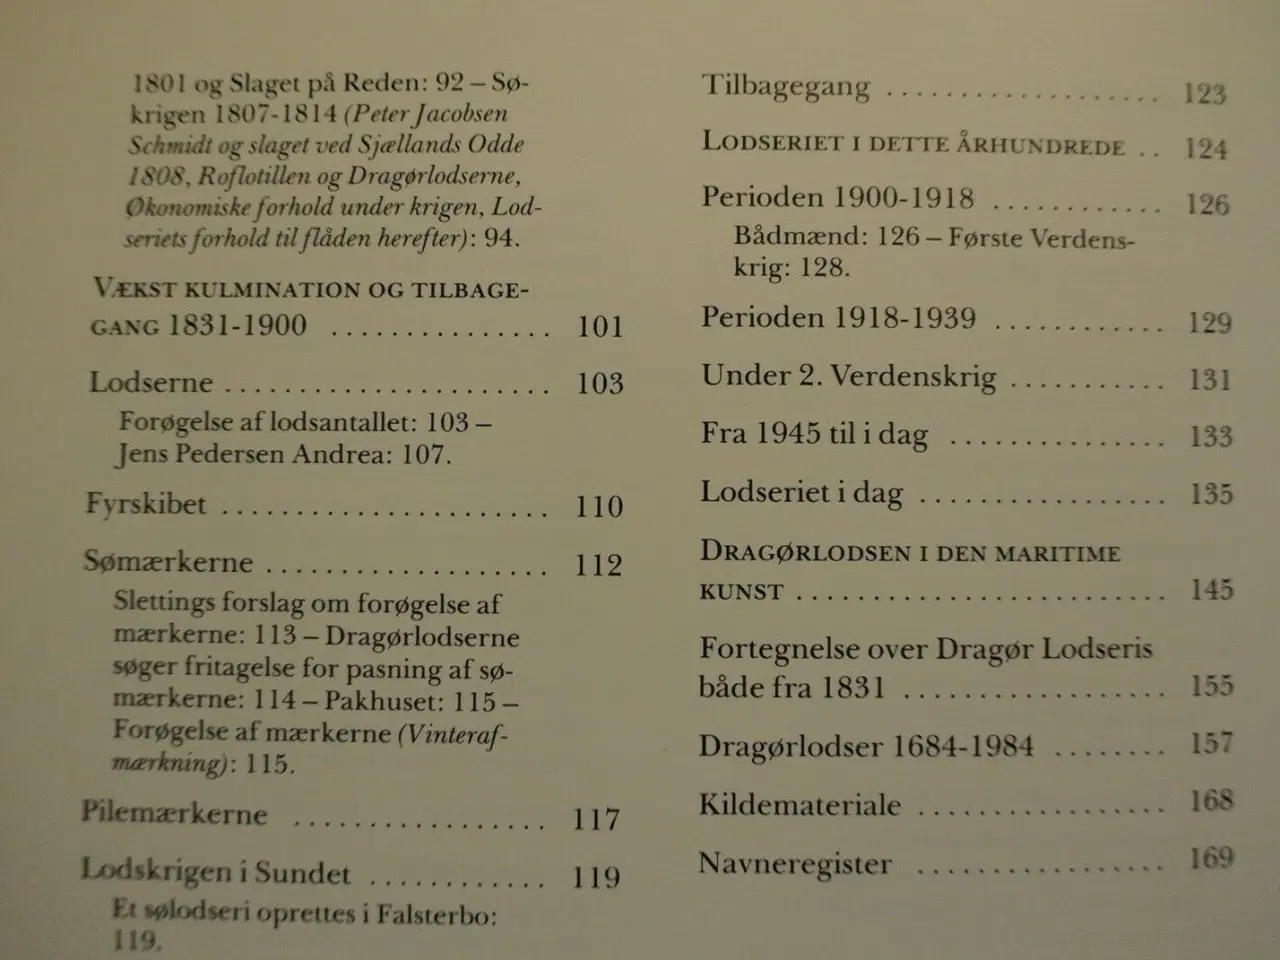 1801 og Slaget på Reden: 92 – Sø-
krigen 1807-1814 (Peter Jacobsen
Schmidt og slaget ved Sjællands Odde
1808, Roflotillen og Dragørlodserne,
Økonomiske forhold under krigen, Lod-
seriets forhold til flåden herefter): 94.
VÆKST KULMINATION OG TILBAGE-
GANG 1831-1900 ............ 101
Lodserne .................. 103
Forøgelse af lodsantallet: 103 –
Jens Pedersen Andrea: 107.
Fyrskibet .................. 110
Sømærkerne ................ 112
Slettings forslag om forøgelse af
mærkerne: 113 – Dragørlodserne
søger fritagelse for pasning af sø-
mærkerne: 114 – Pakhuset: 115 –
Forøgelse af mærkerne (Vinteraf-
mærkning): 115.
Pilemærkerne .............. 117
Lodskrigen i Sundet .......... 119
Et sølodseri oprettes i Falsterbo:
119.
Tilbagegang ............... 123
LODSERIET I DETTE ÅRHUNDREDE .. 124
Perioden 1900-1918 .......... 126
Bådmænd: 126 – Første Verdens-
krig: 128.
Perioden 1918-1939 .......... 129
Under 2. Verdenskrig ......... 131
Fra 1945 til i dag ............ 133
Lodseriet i dag .............. 135
DRAGØRLODSEN I DEN MARITIME
KUNST .................... 145
Fortegnelse over Dragør Lodseris
både fra 1831 ............... 155
Dragørlodser 1684-1984 ...... 157
Kildemateriale .............. 168
Navneregister .............. 169